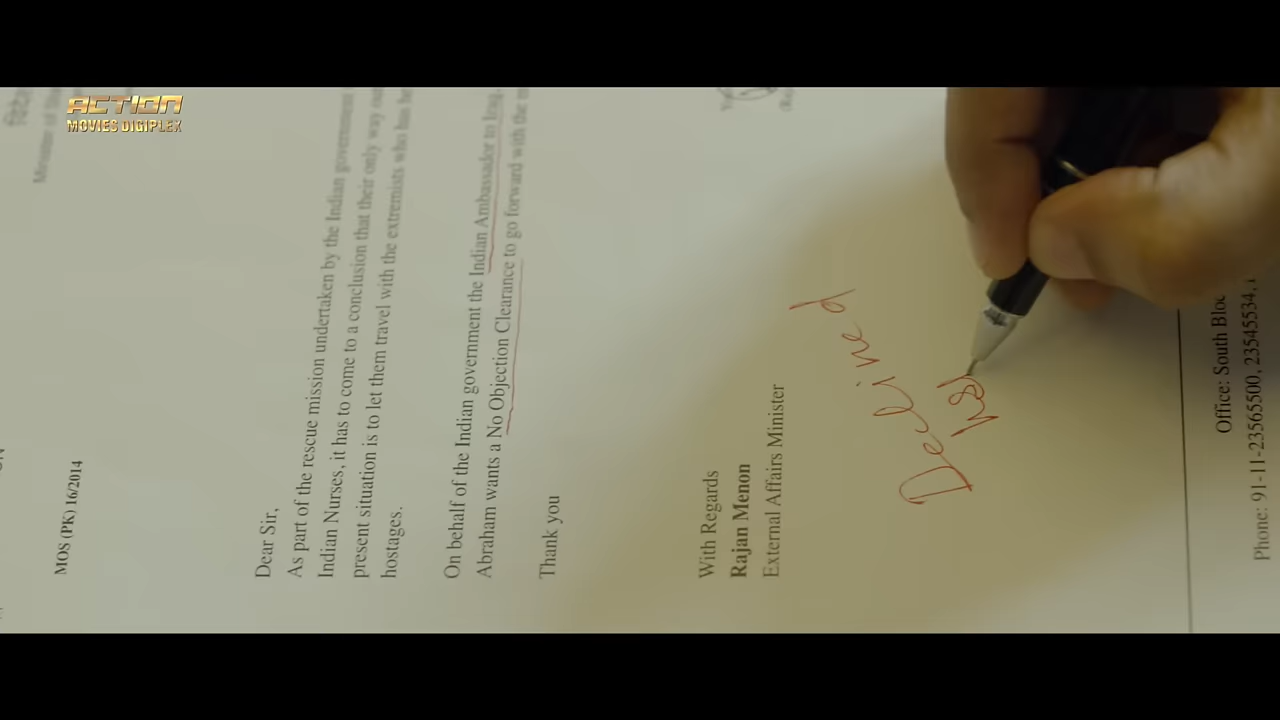 ACTION
MOVIES DIGIPLEX
Minister of
MOS (PK) 16/2014
Dear Sir,
As part of the rescue mission undertaken by the Indian government
Indian Nurses, it has to come to a conclusion that their only way out
present situation is to let them travel with the extremists who has
hostages.
On behalf of the Indian government the Indian Ambassador to Iraq
Abraham wants a No Objection Clearance to go forward with the
Thank you
With Regards
Rajan Menon
External Affairs Minister
Declined
Office: South Bloc
Phone: 91-11-23565500, 23545534,